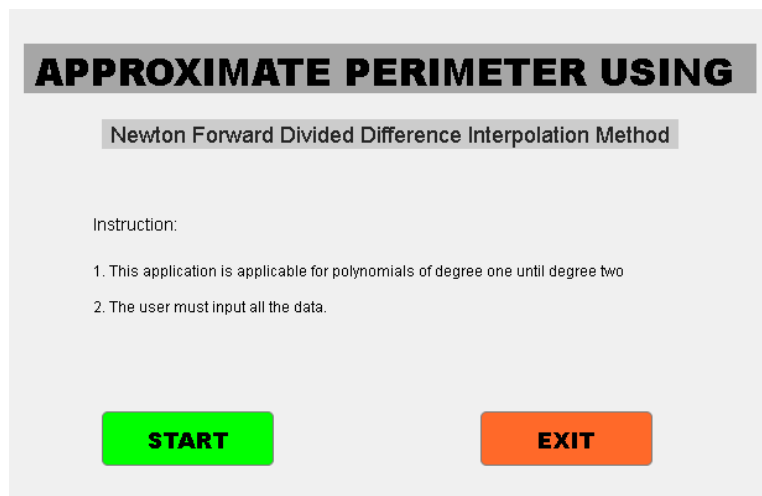 APPROXIMATE PERIMETER USING
Newton Forward Divided Difference Interpolation Method
Instruction:
1. This application is applicable for polynomials of degree one until degree two
2. The user must input all the data.
START
EXIT